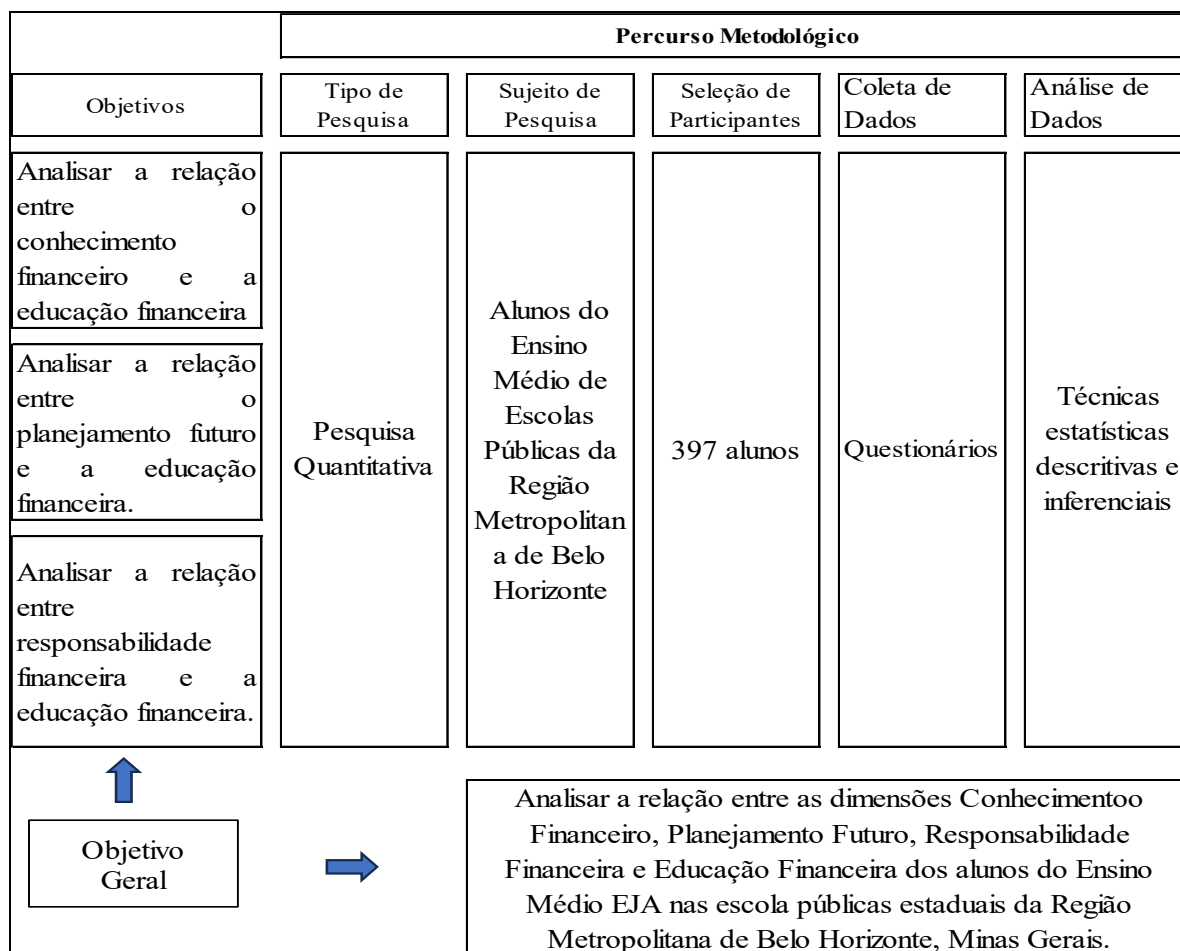 Percurso Metodológico
Objetivos
Tipo de
Pesquisa
Sujeito de
Pesquisa
Seleção de
Participantes
Coleta de
Dados
Análise de
Dados
Analisar a relação
entre o
conhecimento
financeiro e a
educação financeira
Analisar a relação
entre o
planejamento futuro
e a educação
financeira.
Analisar a relação
entre
responsabilidade
financeira e a
educação financeira.
Pesquisa
Quantitativa
Alunos do
Ensino
Médio de
Escolas
Públicas da
Região
Metropolitan
a de Belo
Horizonte
397 alunos
Questionários
Técnicas
estatísticas
descritivas e
inferenciais
Objetivo
Geral
Analisar a relação entre as dimensões Conhecimentoo
Financeiro, Planejamento Futuro, Responsabilidade
Financeira e Educação Financeira dos alunos do Ensino
Médio EJA nas escola públicas estaduais da Região
Metropolitana de Belo Horizonte, Minas Gerais.